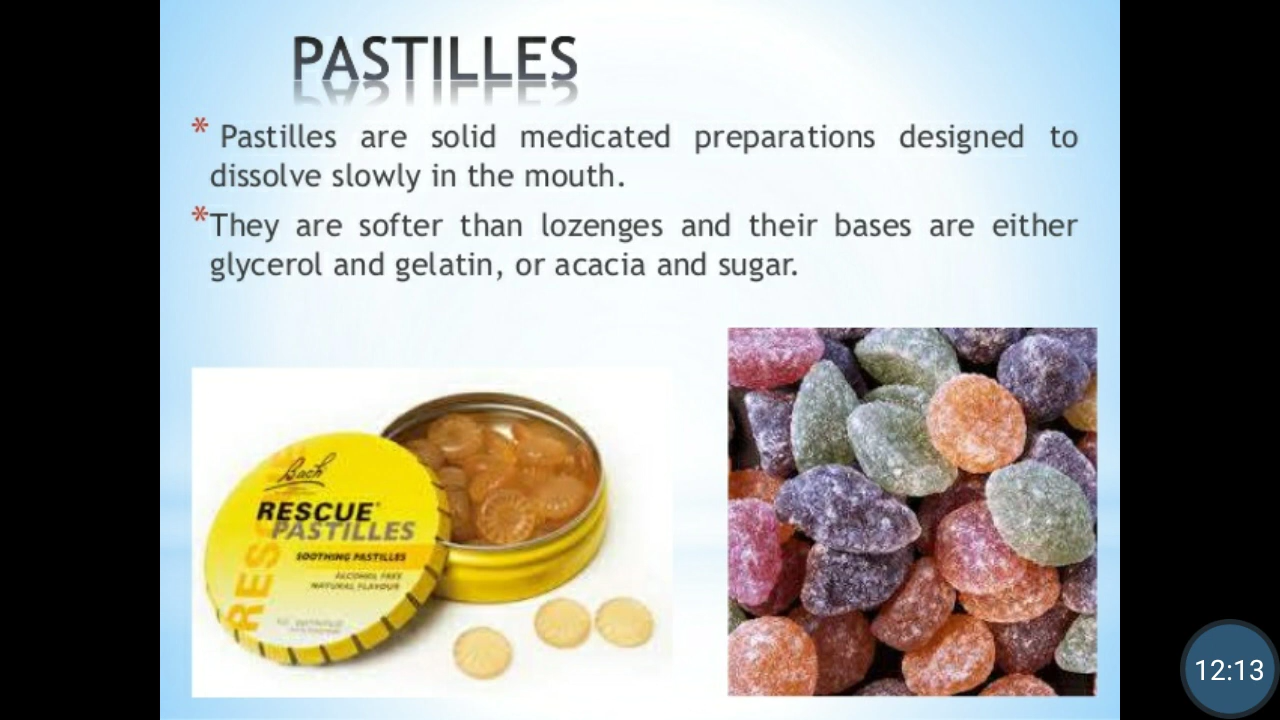 PASTILLES
* Pastilles are solid medicated preparations designed to
dissolve slowly in the mouth.
*They are softer than lozenges and their bases are either
glycerol and gelatin, or acacia and sugar.
Bach
RESCUE®
PASTILLES
SOOTHING PASTILLES
ALCOHOL FREE
NATURAL FLAVOUR
RESC
12:13